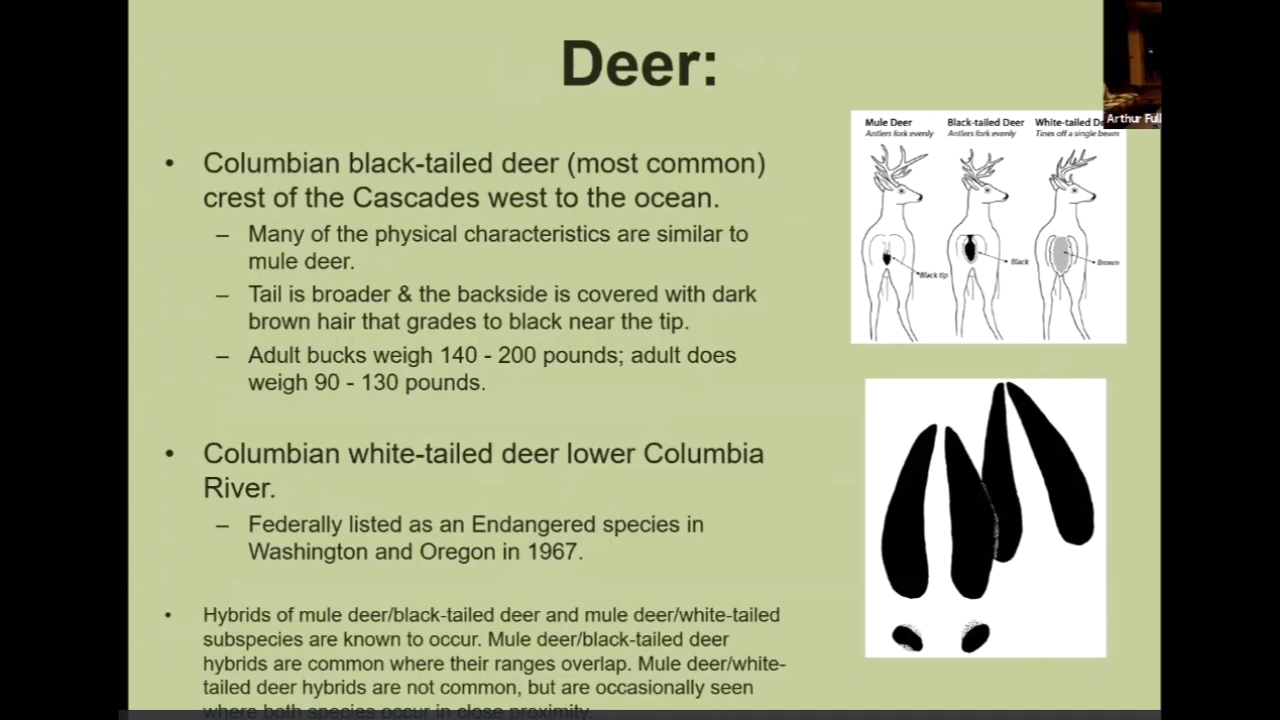 Deer:
• Columbian black-tailed deer (most common)
crest of the Cascades west to the ocean.
– Many of the physical characteristics are similar to
mule deer.
– Tail is broader & the backside is covered with dark
brown hair that grades to black near the tip.
– Adult bucks weigh 140 - 200 pounds; adult does
weigh 90 - 130 pounds.
• Columbian white-tailed deer lower Columbia
River.
– Federally listed as an Endangered species in
Washington and Oregon in 1967.
• Hybrids of mule deer/black-tailed deer and mule deer/white-tailed
subspecies are known to occur. Mule deer/black-tailed deer
hybrids are common where their ranges overlap. Mule deer/white-
tailed deer hybrids are not common, but are occasionally seen
where both species occur in close proximity.
Mule Deer
Antlers fork evenly
Black tip
Black-tailed Deer
Antlers fork evenly
Black
White-tailed
Tines off a single beam
Brown
Arthur